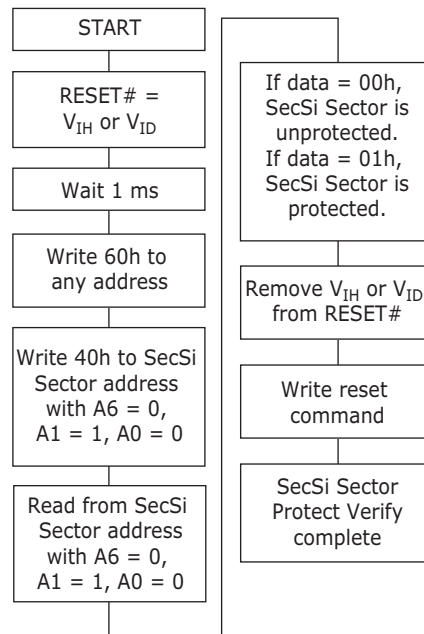 START
RESET# =
V_IH or V_ID
Wait 1 ms
Write 60h to
any address
Write 40h to SecSi
Sector address
with A6 = 0,
A1 = 1, A0 = 0
Read from SecSi
Sector address
with A6 = 0,
A1 = 1, A0 = 0
If data = 00h,
SecSi Sector is
unprotected.
If data = 01h,
SecSi Sector is
protected.
Remove V_IH or V_ID
from RESET#
Write reset
command
SecSi Sector
Protect Verify
complete